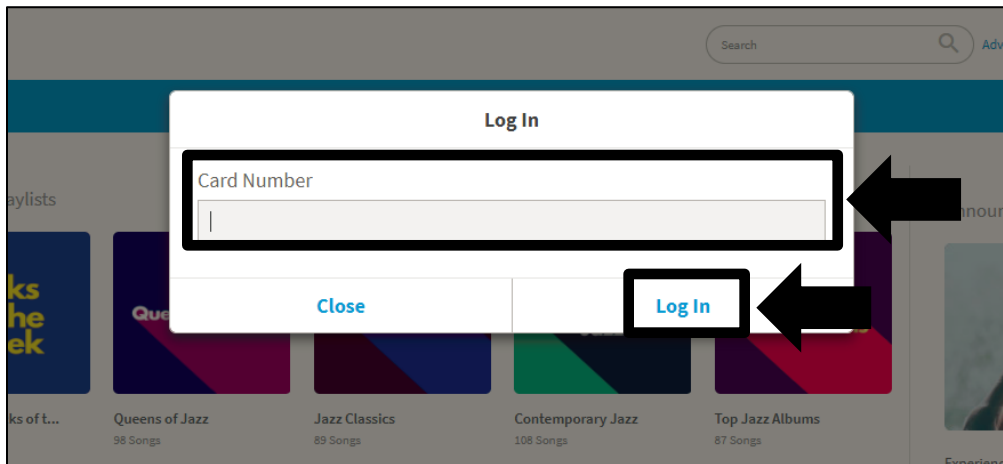 Search
Adv
Log In
Card Number
aylists
nnour
ks
he
ek
Que
Close
Log In
ks of t...
Queens of Jazz
Jazz Classics
Contemporary Jazz
Top Jazz Albums
98 Songs
89 Songs
108 Songs
87 Songs